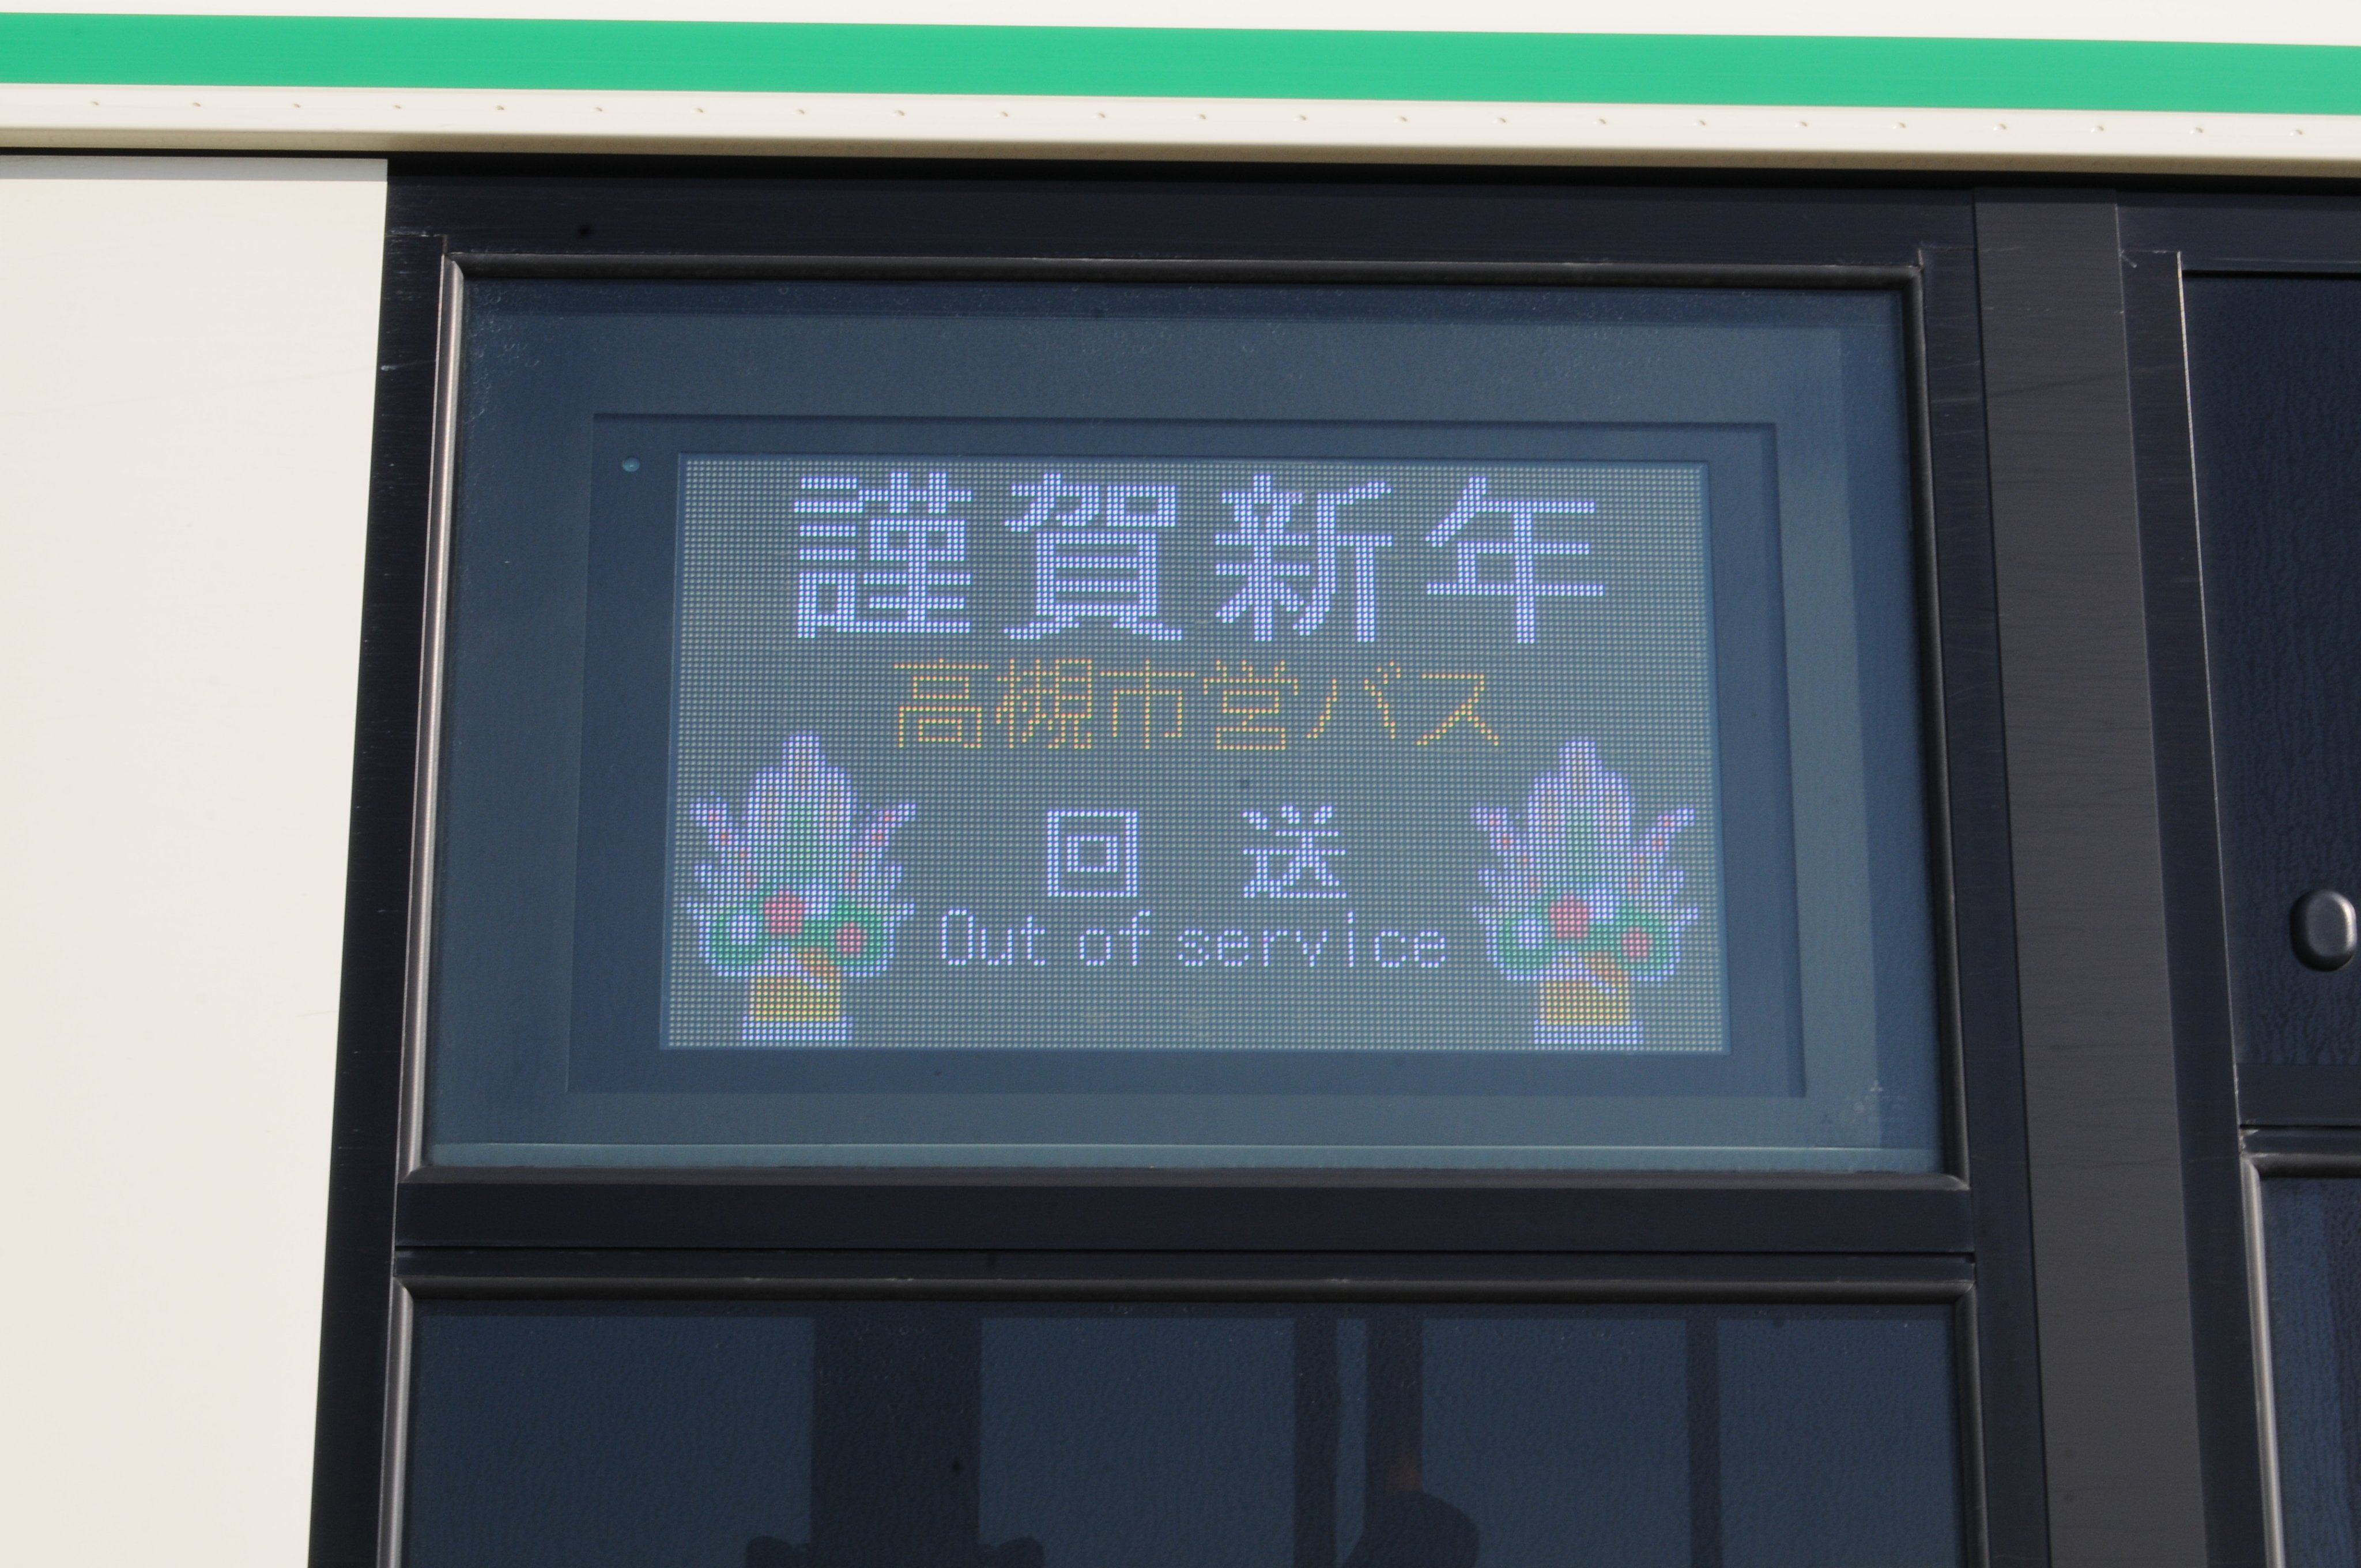 謹賀新年
高槻市営バス
回送
Out of service